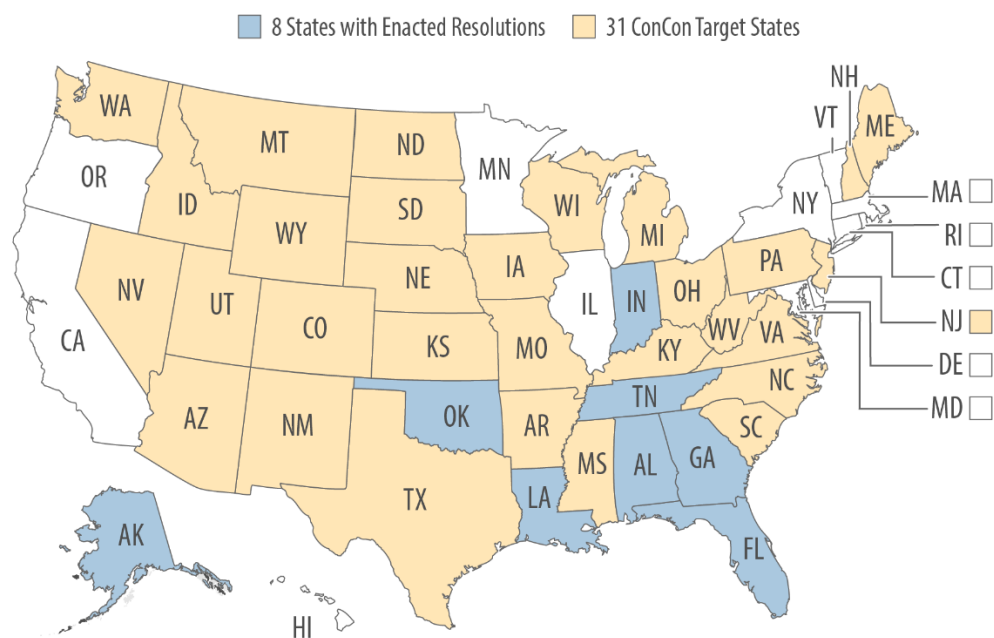 8 States with Enacted Resolutions 31 ConCon Target States
NH
WA
VT
ME
MT
ND
MN
OR
MA
ID
SD
WI
NY
WY
MI
RI
IA
PA
CT
NE
NV
UT
IL
IN
OH
NJ
CO
WV
VA
CA
KS
MO
KY
DE
NC
TN
MD
AZ
NM
OK
AR
SC
MS
AL
GA
TX
LA
AK
FL
HI